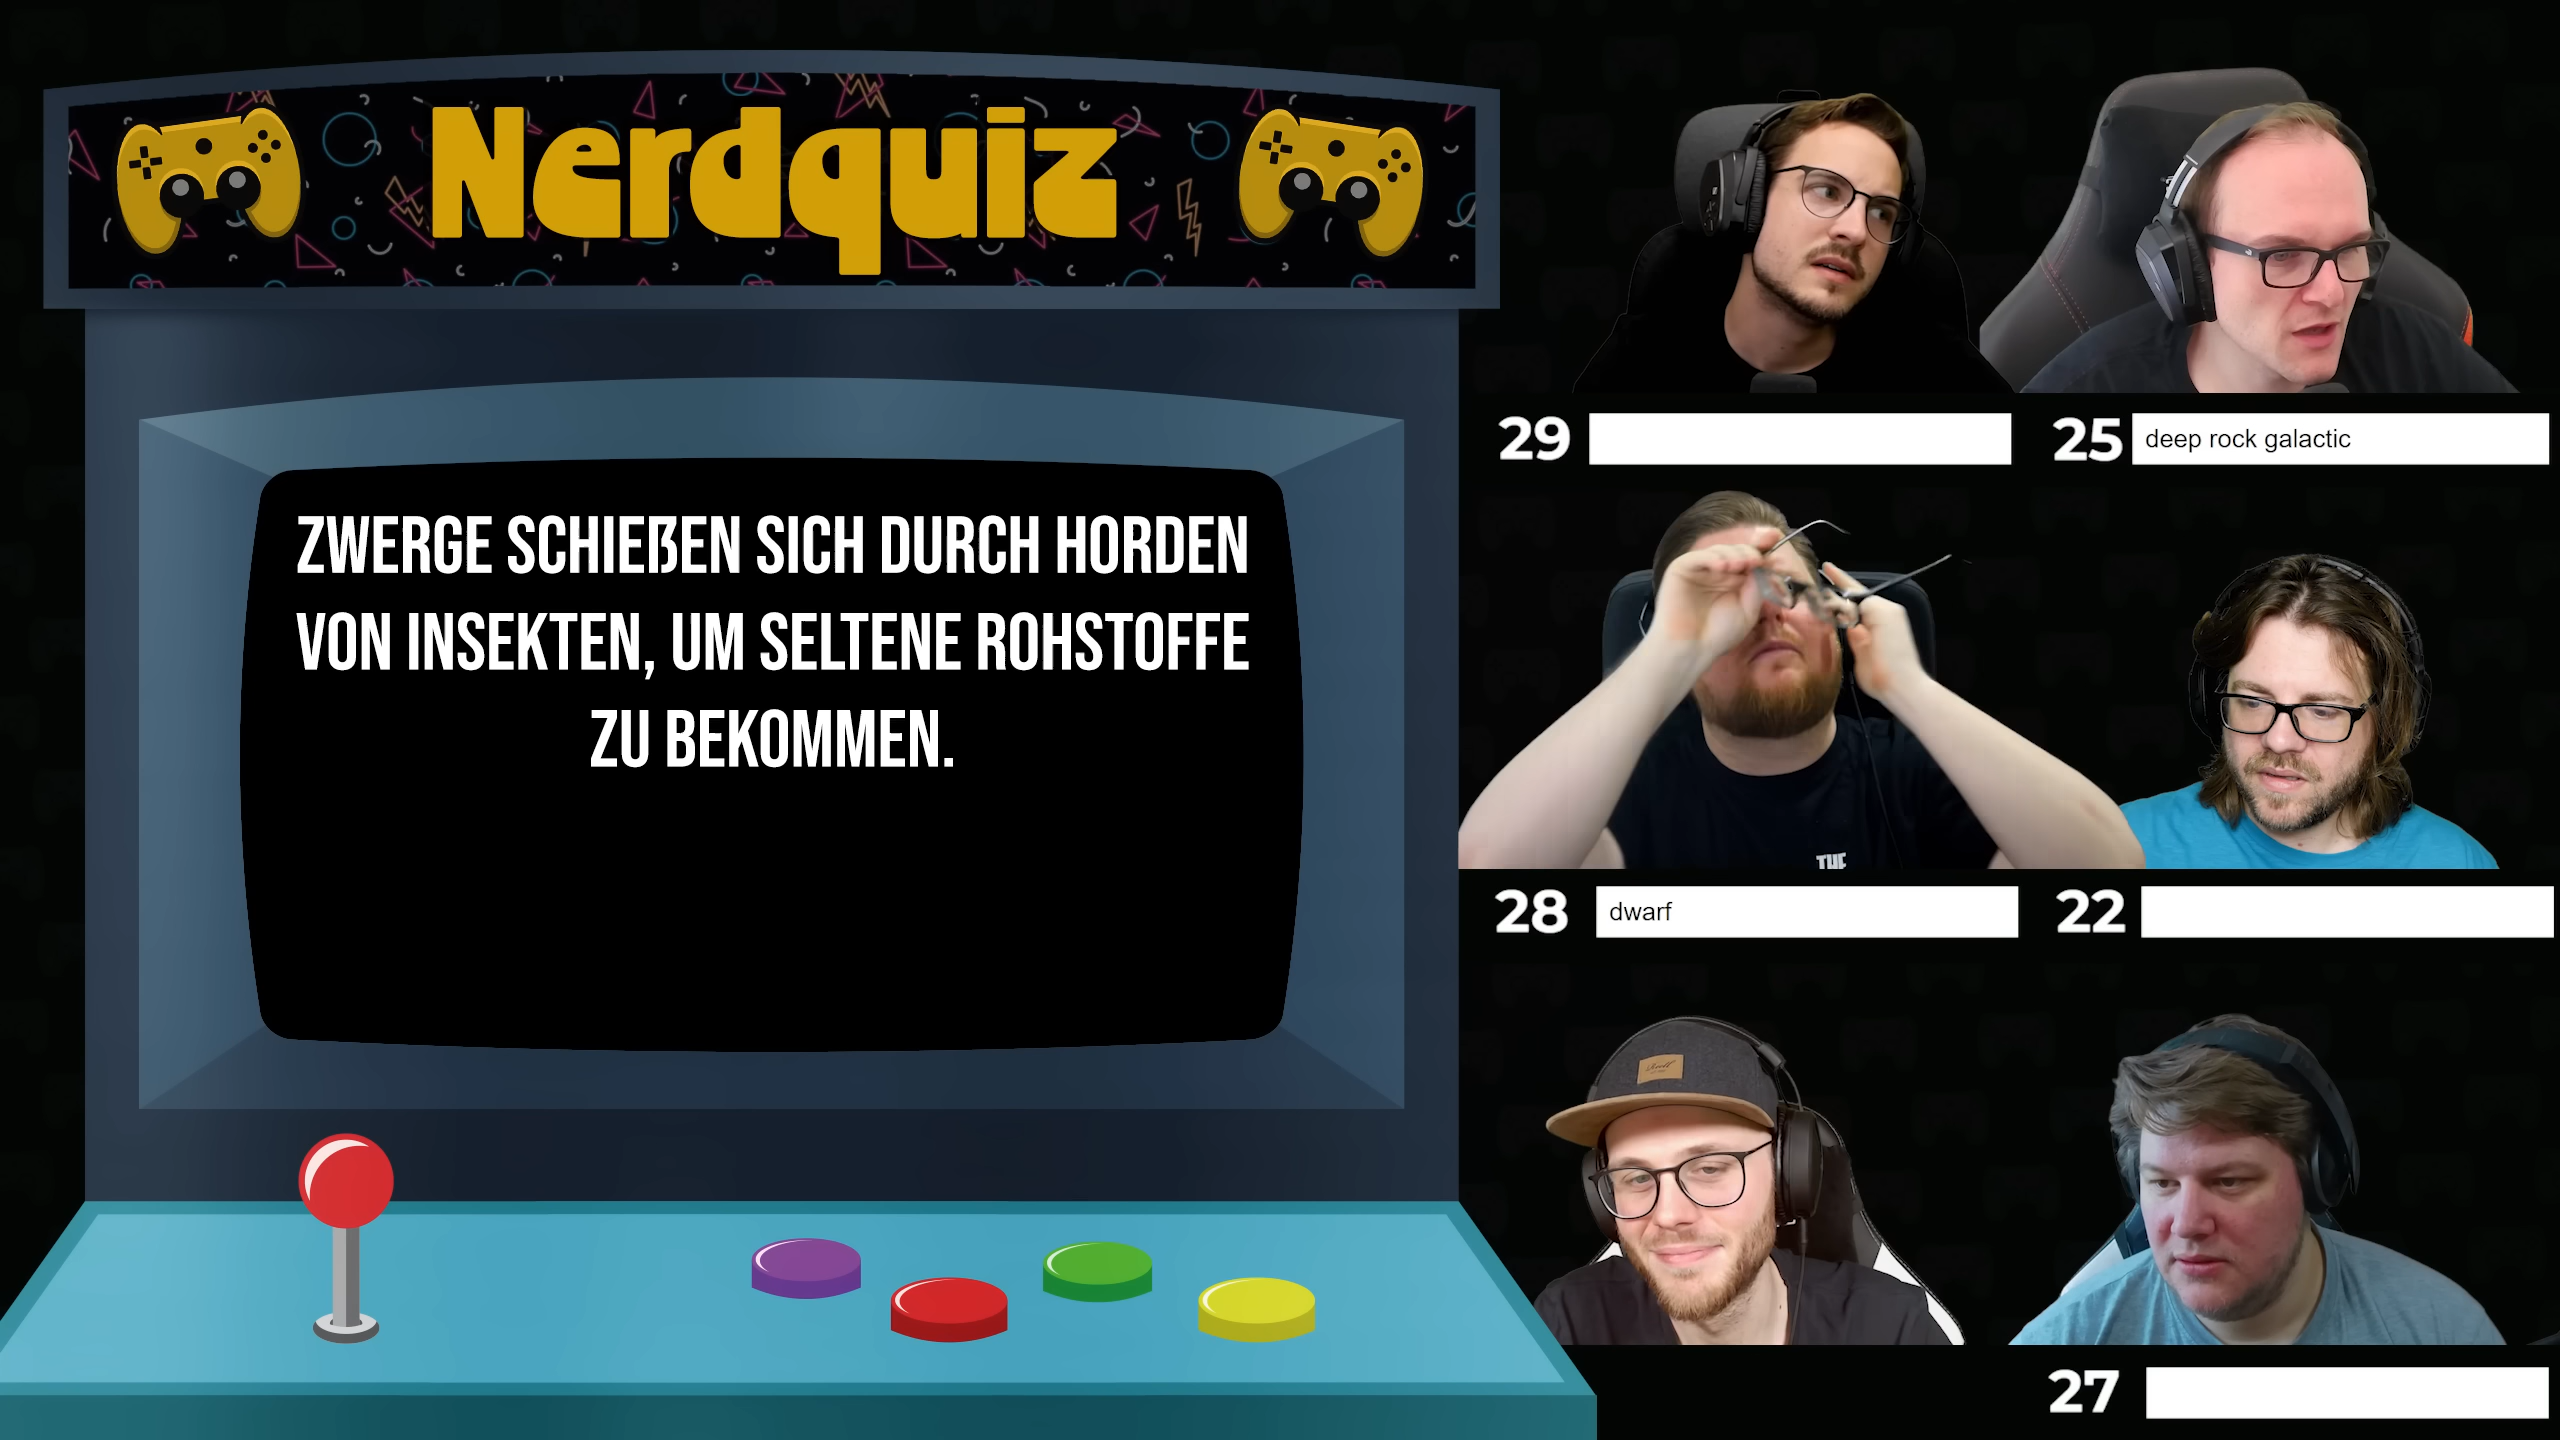 Nerdquiz
ZWERGE SCHIEßEN SICH DURCH HORDEN
VON INSEKTEN, UM SELTENE ROHSTOFFE
ZU BEKOMMEN.
29
25 deep rock galactic
THE
28 dwarf
22
27